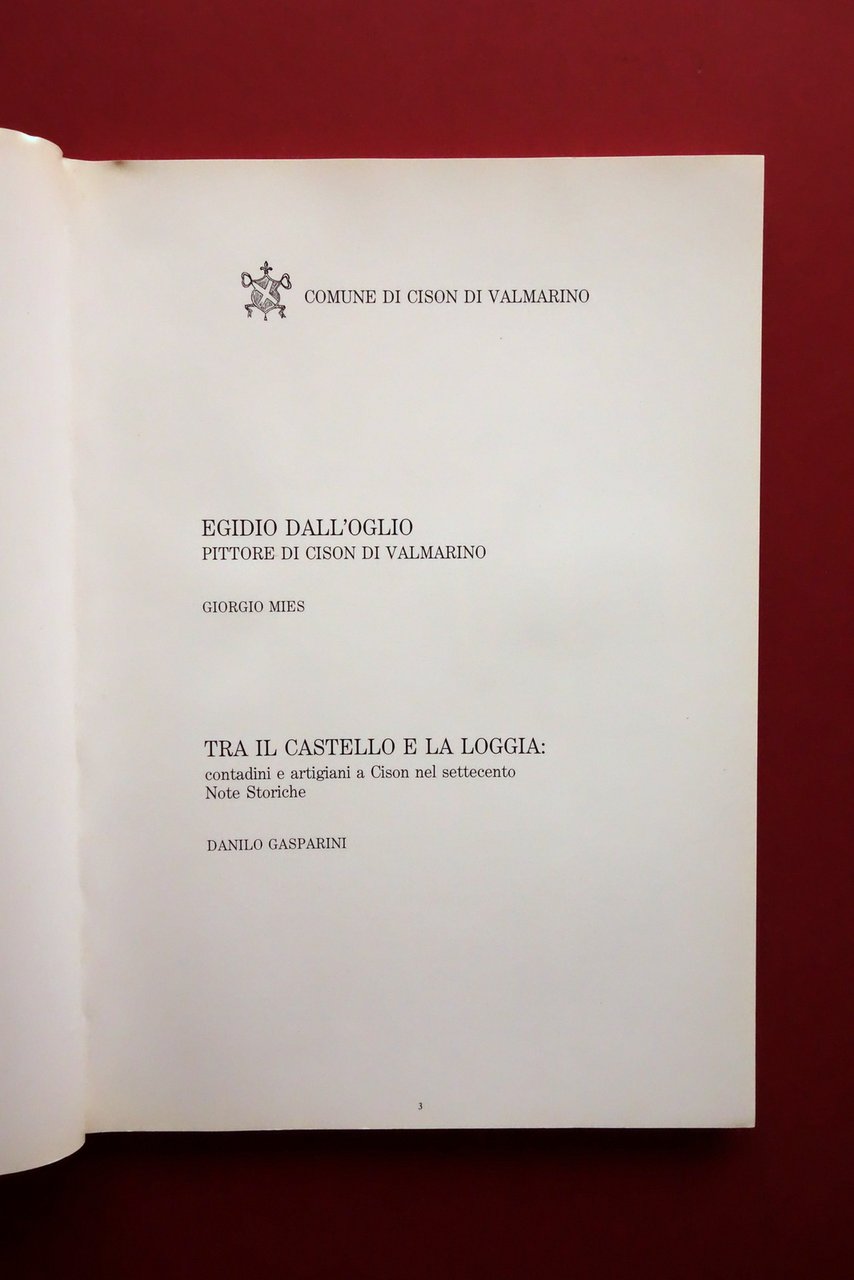 COMUNE DI CISON DI VALMARINO
EGIDIO DALL'OGLIO
PITTORE DI CISON DI VALMARINO
GIORGIO MIES
TRA IL CASTELLO E LA LOGGIA:
contadini e artigiani a Cison nel settecento
Note Storiche
DANILO GASPARINI
3